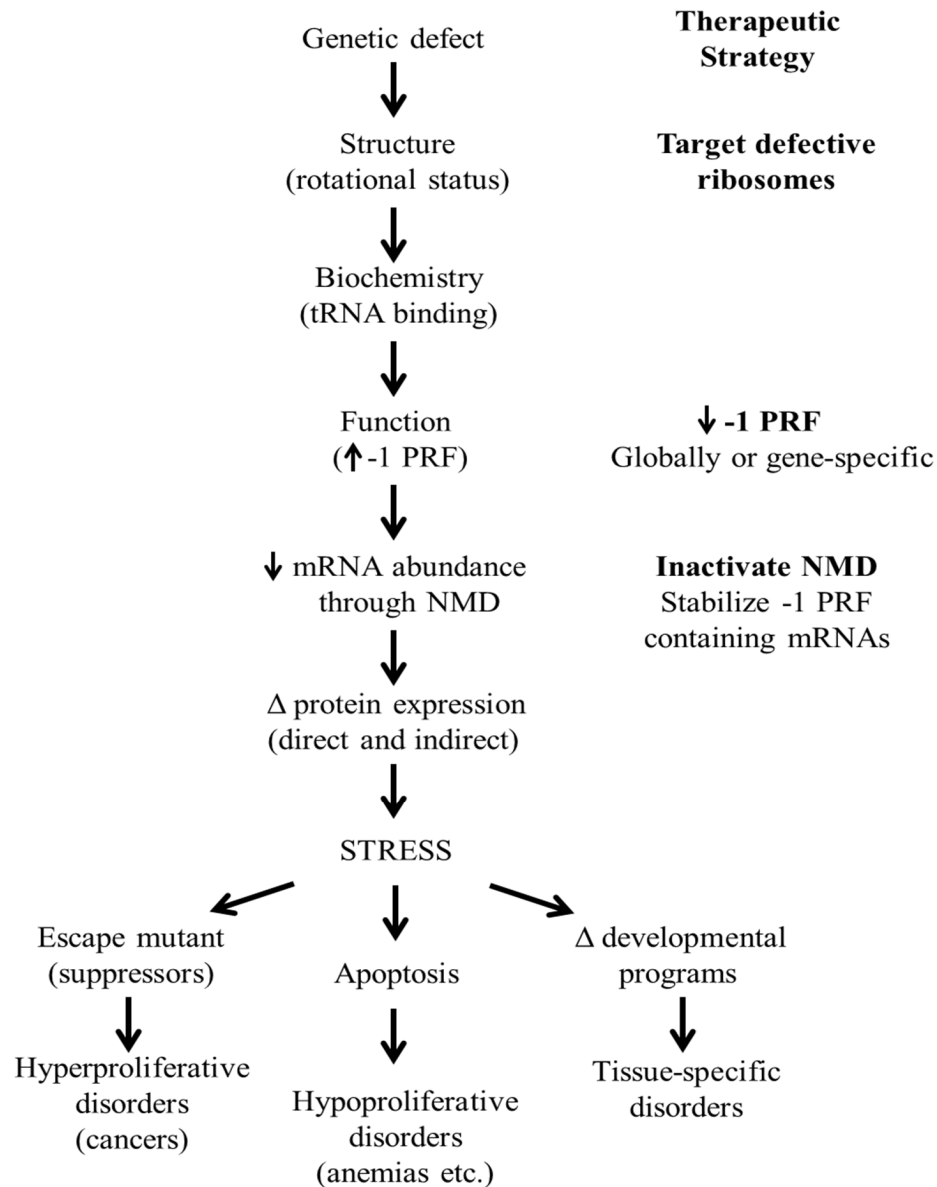 Genetic defect
Therapeutic
Strategy
Structure
(rotational status)
Target defective
ribosomes
Biochemistry
(tRNA binding)
Function
(↑ -1 PRF)
↓ -1 PRF
Globally or gene-specific
↓ mRNA abundance
through NMD
Inactivate NMD
Stabilize -1 PRF
containing mRNAs
Δ protein expression
(direct and indirect)
STRESS
Escape mutant
(suppressors)
Apoptosis
Δ developmental
programs
Hyperproliferative
disorders
(cancers)
Hypoproliferative
disorders
(anemias etc.)
Tissue-specific
disorders